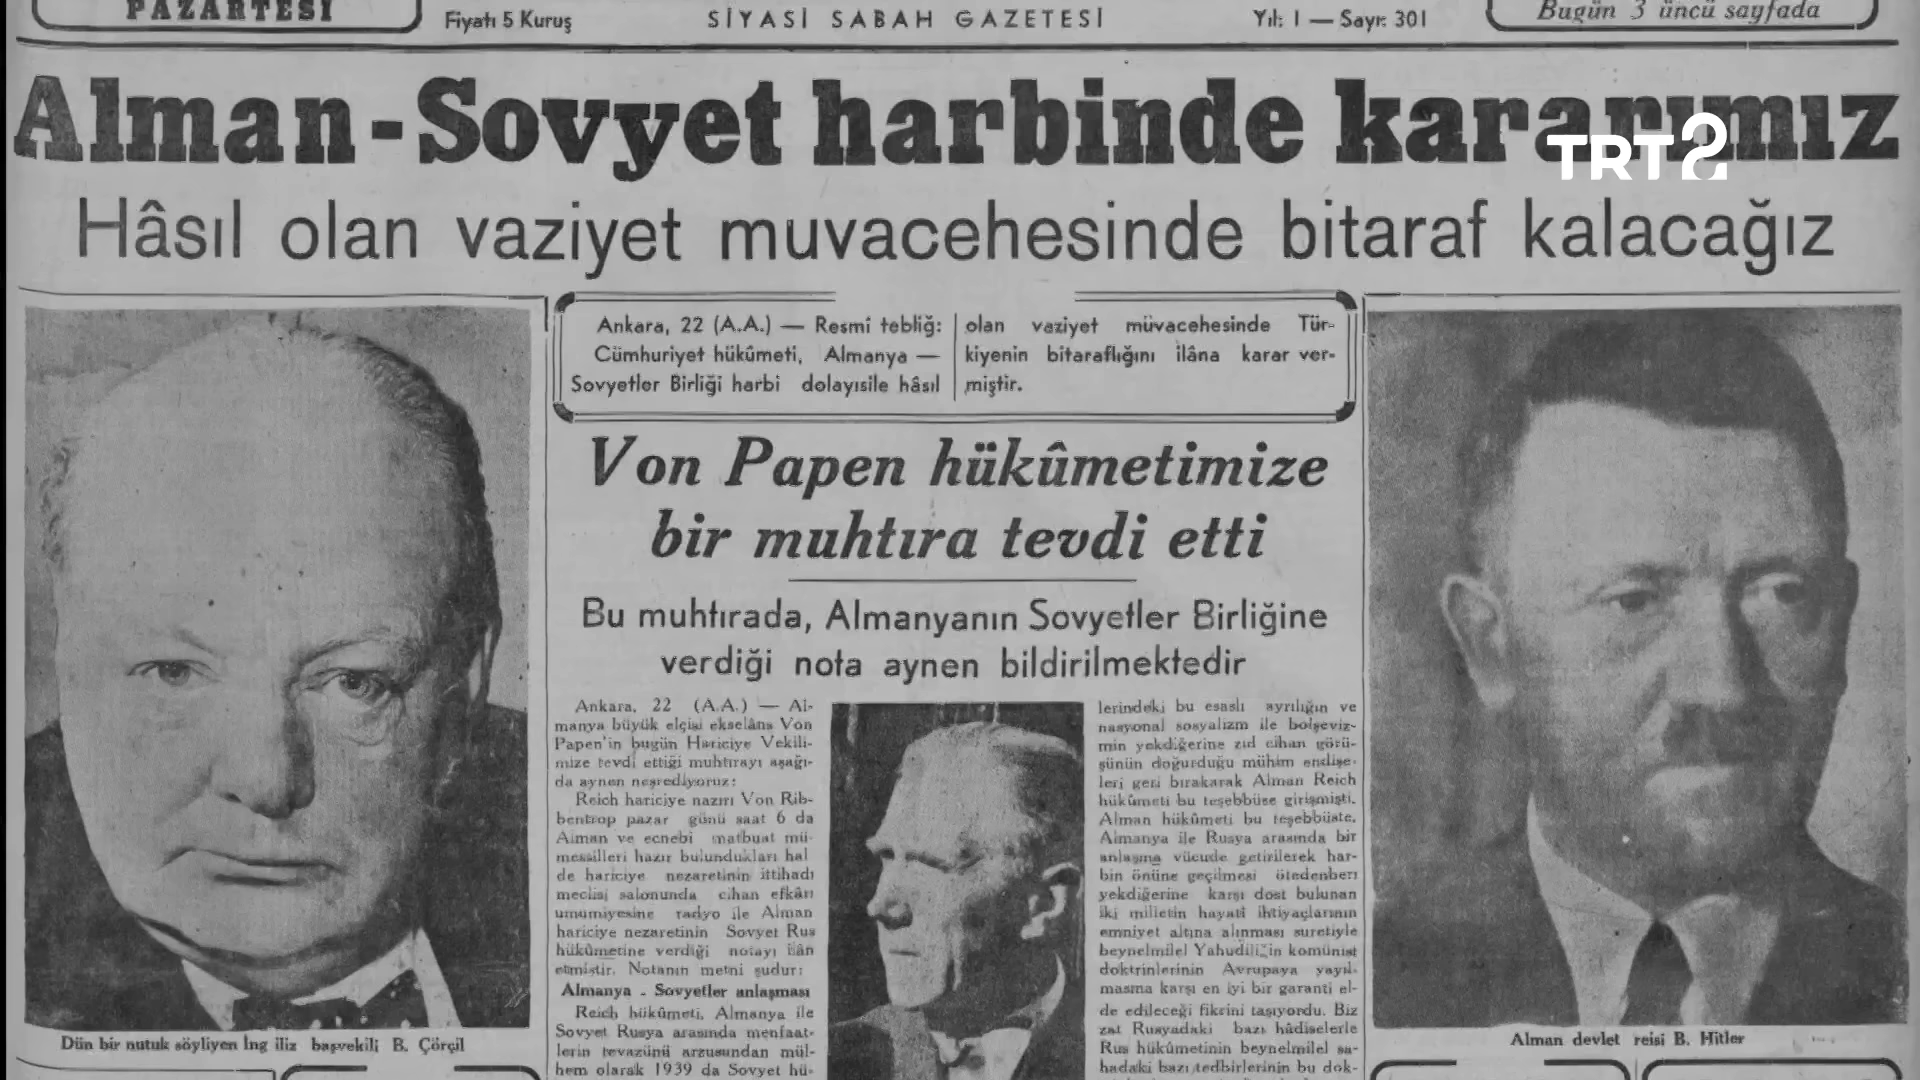 PAZARTESİ
Fiyatı 5 Kuruş
SİYASİ SABAH GAZETESİ
Yıl: 1 — Sayı: 301
Bugün 3 üncü sayfada
Alman - Sovyet harbinde kararımız
TRT 2
Hâsıl olan vaziyet muvacehesinde bitaraf kalacağız
Ankara, 22 (A.A.) — Resmî tebliğ:
Cümhuriyet hükûmeti, Almanya —
Sovyetler Birliği harbi dolayısile hâsıl
olan vaziyet müvacehesinde Tür-
kiyenin bitaraflığını ilâna karar ver-
miştir.
Von Papen hükûmetimize
bir muhtıra tevdi etti
Bu muhtırada, Almanyanın Sovyetler Birliğine
verdiği nota aynen bildirilmektedir
Ankara, 22 (A.A.) — Al-
manya büyük elçisi ekselâns Von
Papen'in bugün Hariciye Vekili-
mize tevdi ettiği muhtırayı aşağı-
da aynen neşrediyoruz:
Reich hariciye nazırı Von Rib-
bentrop pazar günü saat 6 da
Alman ve ecnebi matbuat mü-
messilleri hazır bulundukları hal
de hariciye nezaretinin ittihadı
meclisi salonunda cihan efkârı
umumiyesine radyo ile Alman
hariciye nezaretinin Sovyet Rus
hükûmetine verdiği notayı ilân
etmiştir. Notanın metni şudur:
Almanya - Sovyetler anlaşması
Reich hükûmeti, Almanya ile
Sovyet Rusya arasında menfaat-
lerin tevazünü arzusundan mül-
hem olarak 1939 da Sovyet hü-
lerindeki bu esaslı ayrılığın ve
nasyonal sosyalizm ile bolşeviz-
min yekdiğerine zıd cihan görü-
şünün doğurduğu mühim endişe-
leri geri bırakarak Alman Reich
hükûmeti bu teşebbüse girişmişti.
Alman hükûmeti bu teşebbüste,
Almanya ile Rusya arasında bir
anlaşma vücude getirilerek har-
bin önüne geçilmesi ötedenberi
yekdiğerine karşı dost bulunan
iki milletin hayatî ihtiyaçlarının
emniyet altına alınması suretiyle
beynelmilel Yahudiliğin komünist
doktrinlerinin Avrupaya yayıl-
masına karşı en iyi bir garanti el-
de edileceği fikrini taşıyordu. Biz
zat Rusyadaki bazı hâdiselerle
Rus hükûmetinin beynelmilel sa-
hadaki bazı tedbirlerinin bu dok-
Dün bir nutuk söyliyen İng iliz başvekili B. Çörçil
Alman devlet reisi B. Hitler